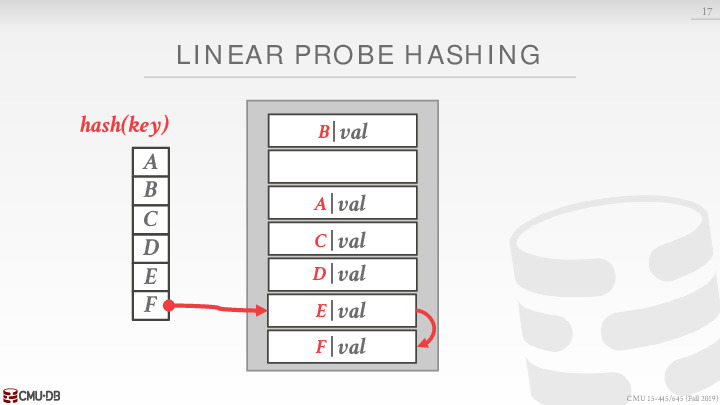 17
LINEAR PROBE HASHING
hash(key)
A
B
C
D
E
F
B|val
A|val
C|val
D|val
E|val
F|val
CMU·DB
CMU 15-445/645 (Fall 2019)